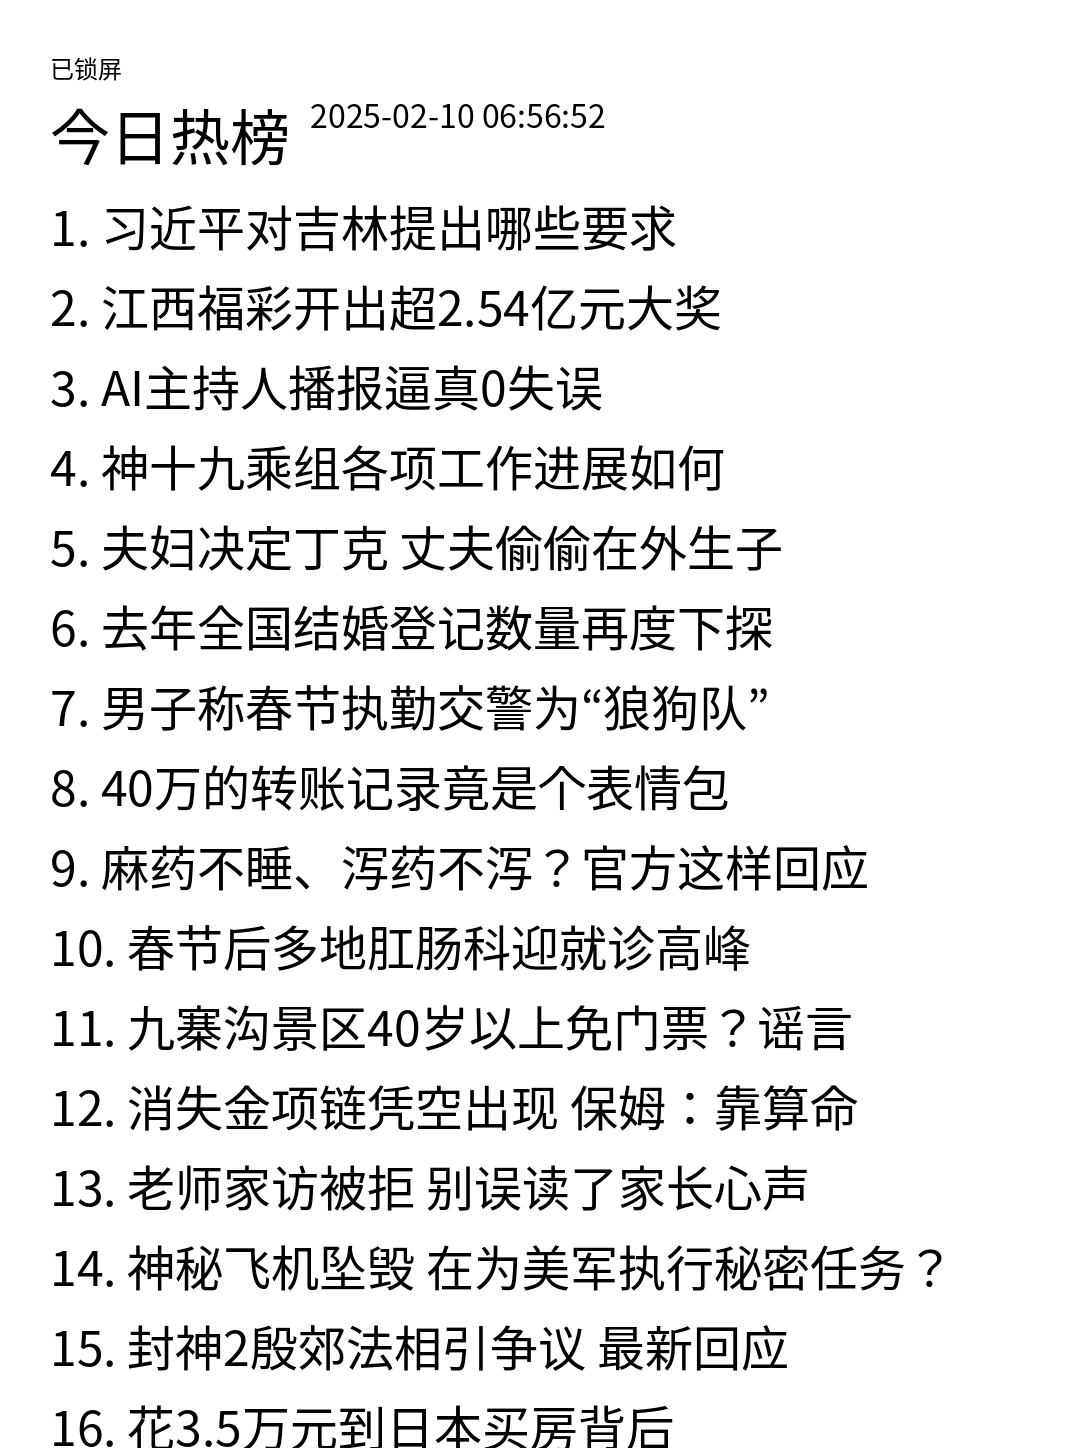 已锁屏
今日热榜 2025-02-10 06:56:52
1. 习近平对吉林提出哪些要求
2. 江西福彩开出超2.54亿元大奖
3. AI主持人播报逼真0失误
4. 神十九乘组各项工作进展如何
5. 夫妇决定丁克 丈夫偷偷在外生子
6. 去年全国结婚登记数量再度下探
7. 男子称春节执勤交警为“狼狗队”
8. 40万的转账记录竟是个表情包
9. 麻药不睡、泻药不泻？官方这样回应
10. 春节后多地肛肠科迎就诊高峰
11. 九寨沟景区40岁以上免门票？谣言
12. 消失金项链凭空出现 保姆：靠算命
13. 老师家访被拒 别误读了家长心声
14. 神秘飞机坠毁 在为美军执行秘密任务？
15. 封神2殷郊法相引争议 最新回应
16. 花3.5万元到日本买房背后